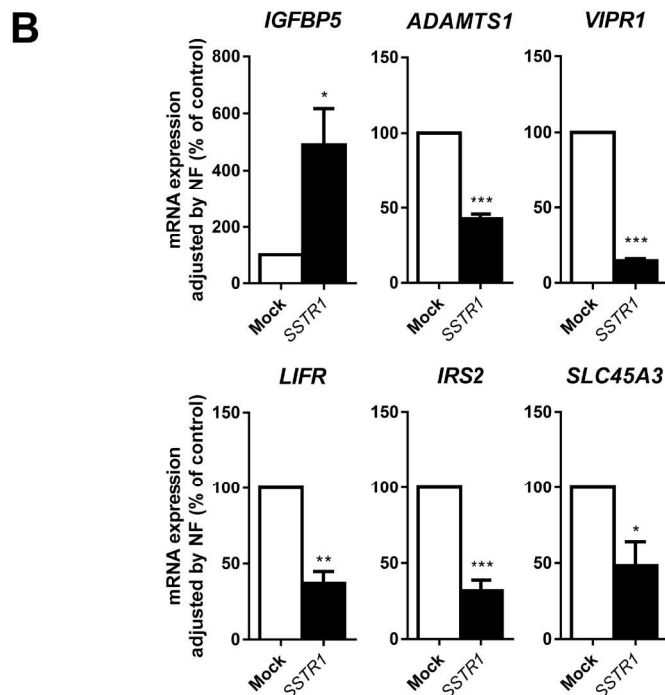 B
IGFBP5
mRNA expression
adjusted by NF (% of control)
800
600
400
200
0
*
Mock
SSTR1
ADAMTS1
150
100
50
0
***
Mock
SSTR1
VIPR1
150
100
50
0
***
Mock
SSTR1
LIFR
mRNA expression
adjusted by NF (% of control)
150
100
50
0
**
Mock
SSTR1
IRS2
150
100
50
0
***
Mock
SSTR1
SLC45A3
150
100
50
0
*
Mock
SSTR1